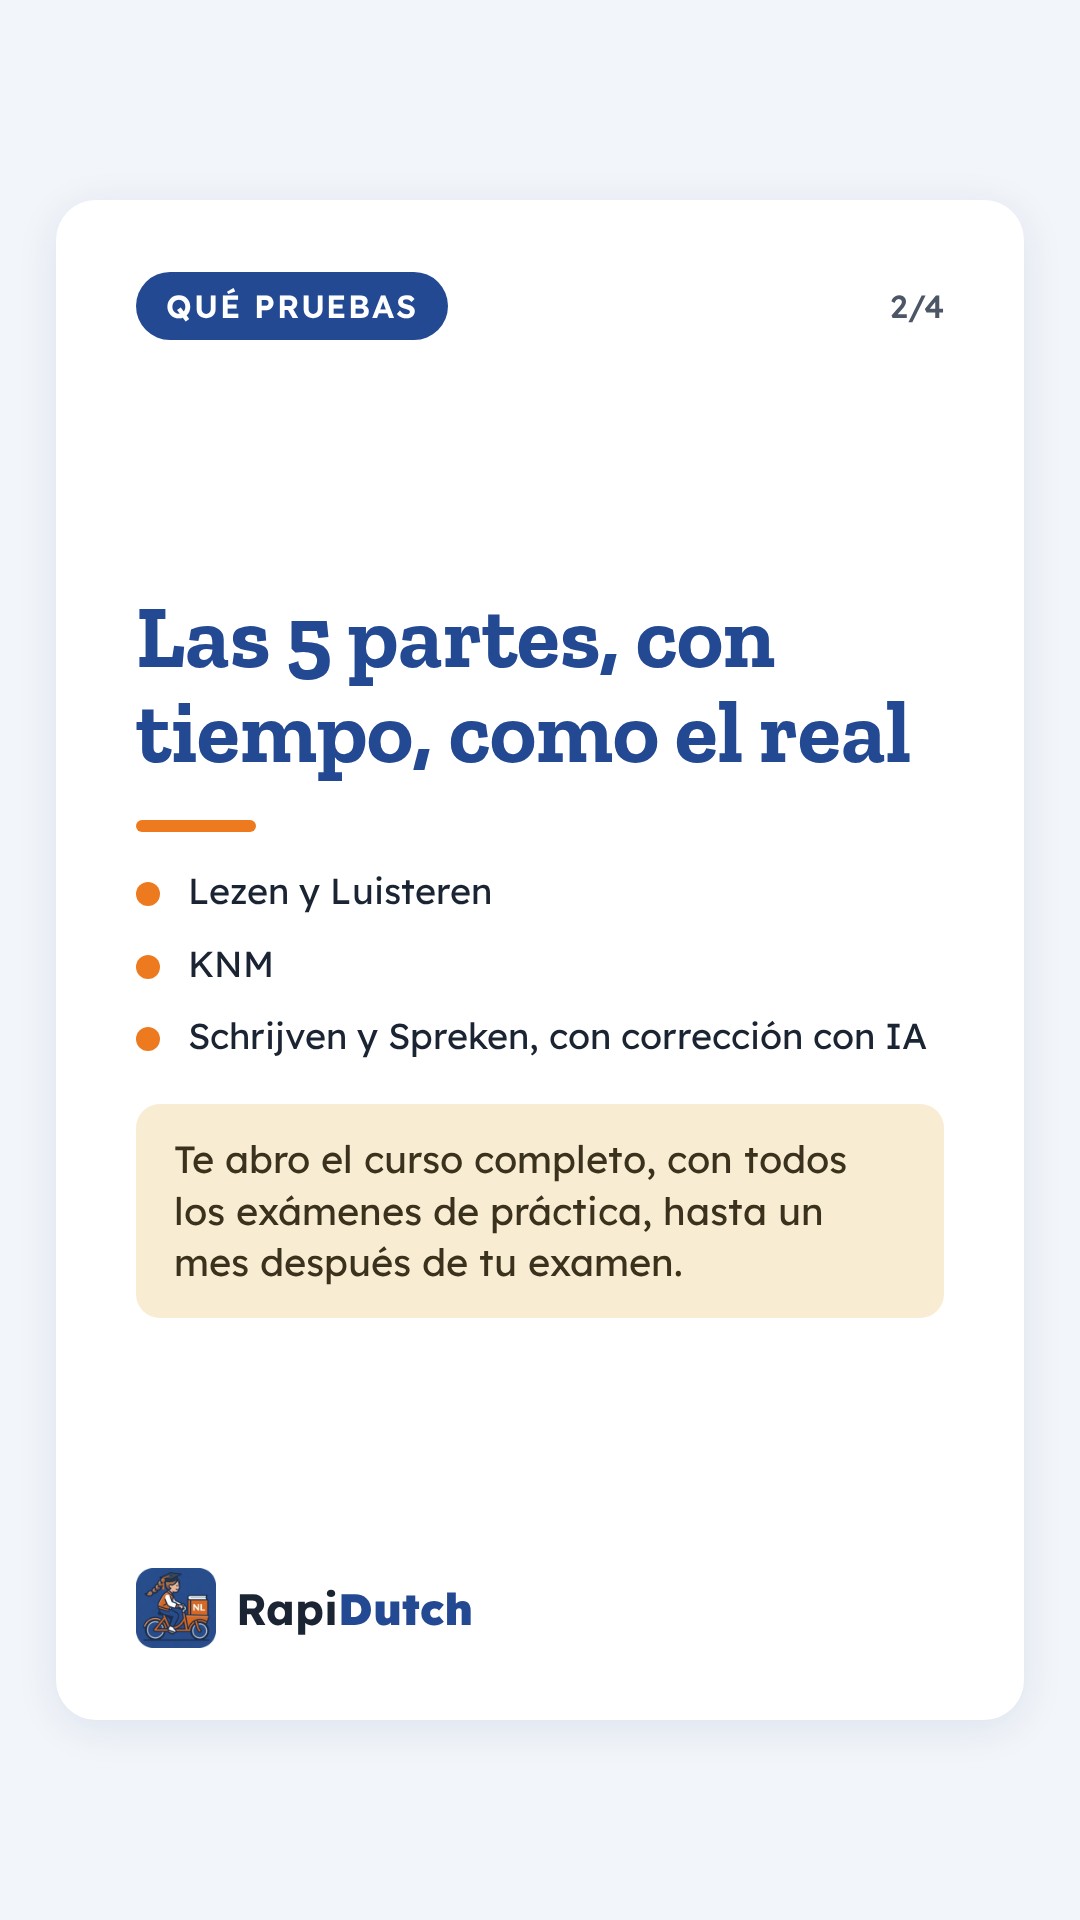 QUÉ PRUEBAS
2/4
Las 5 partes, con
tiempo, como el real
Lezen y Luisteren
KNM
Schrijven y Spreken, con corrección con IA
Te abro el curso completo, con todos
los exámenes de práctica, hasta un
mes después de tu examen.
NL
RapiDutch